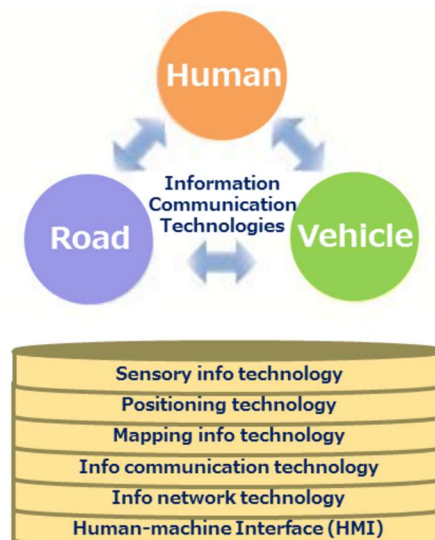 Human
Information
Communication
Technologies
Road
Vehicle
Sensory info technology
Positioning technology
Mapping info technology
Info communication technology
Info network technology
Human-machine Interface (HMI)